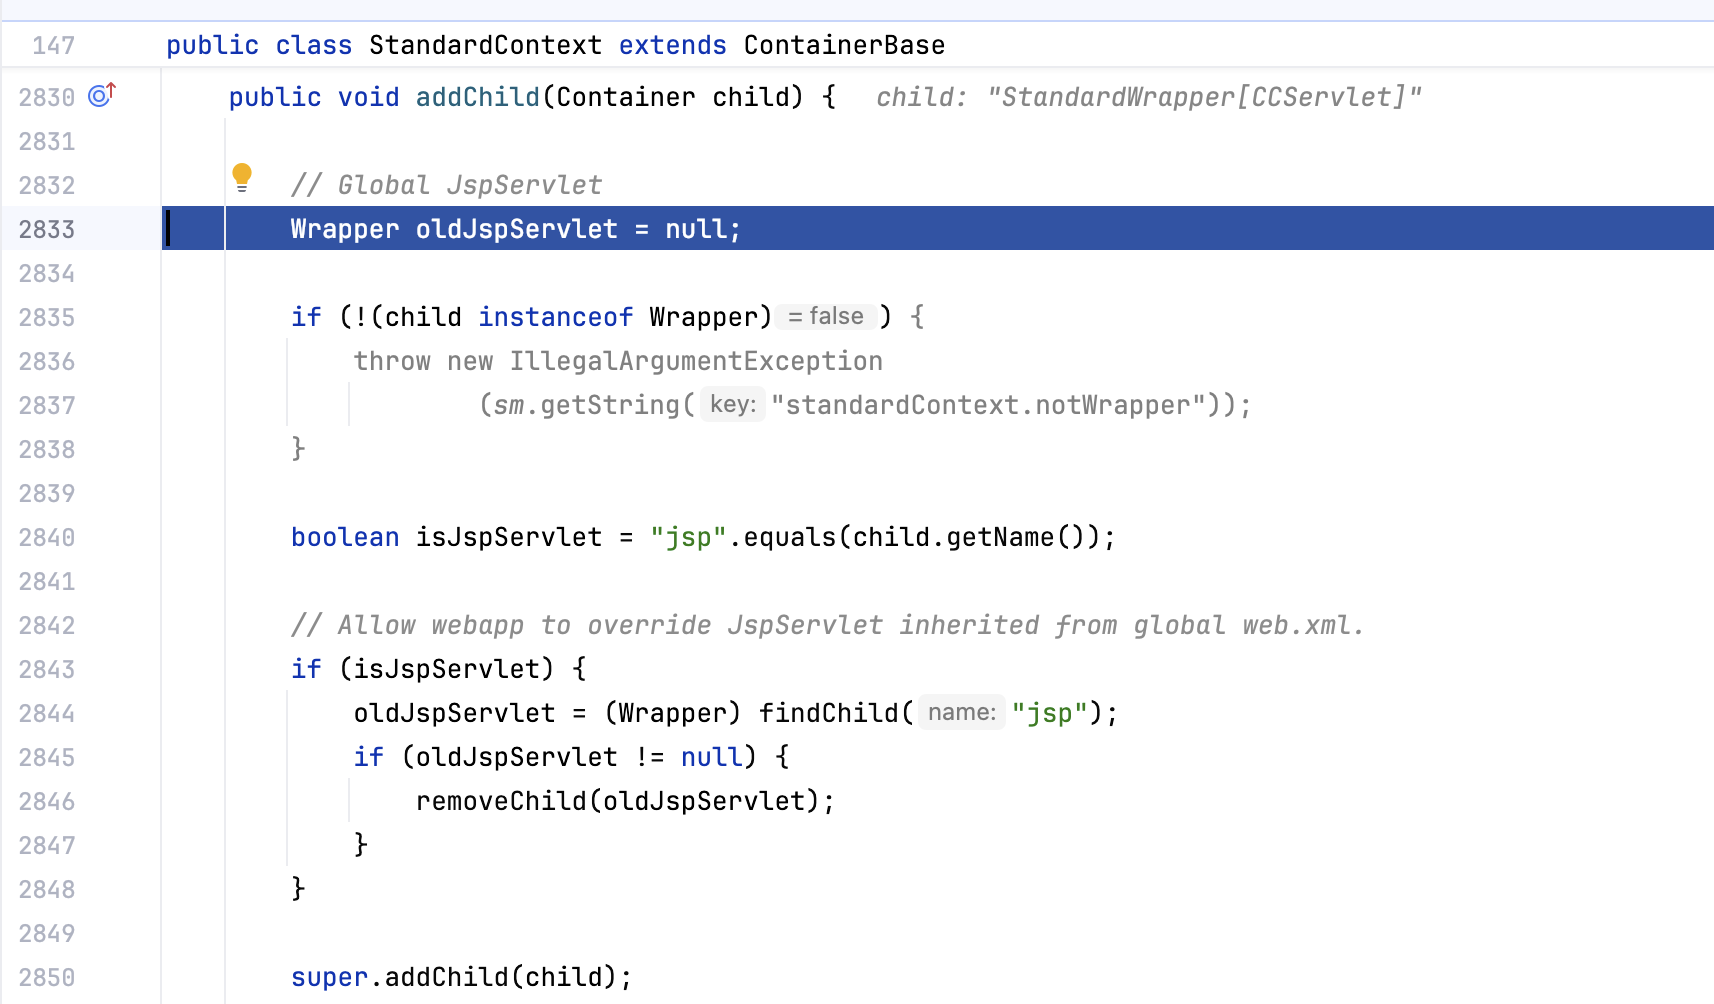 147 public class StandardContext extends ContainerBase
2830 public void addChild(Container child) { child: "StandardWrapper[CCServlet]"
2831
2832 // Global JspServlet
2833 Wrapper oldJspServlet = null;
2834
2835 if (!(child instanceof Wrapper) = false ) {
2836 throw new IllegalArgumentException
2837 (sm.getString( key: "standardContext.notWrapper"));
2838 }
2839
2840 boolean isJspServlet = "jsp".equals(child.getName());
2841
2842 // Allow webapp to override JspServlet inherited from global web.xml.
2843 if (isJspServlet) {
2844 oldJspServlet = (Wrapper) findChild( name: "jsp");
2845 if (oldJspServlet != null) {
2846 removeChild(oldJspServlet);
2847 }
2848 }
2849
2850 super.addChild(child);